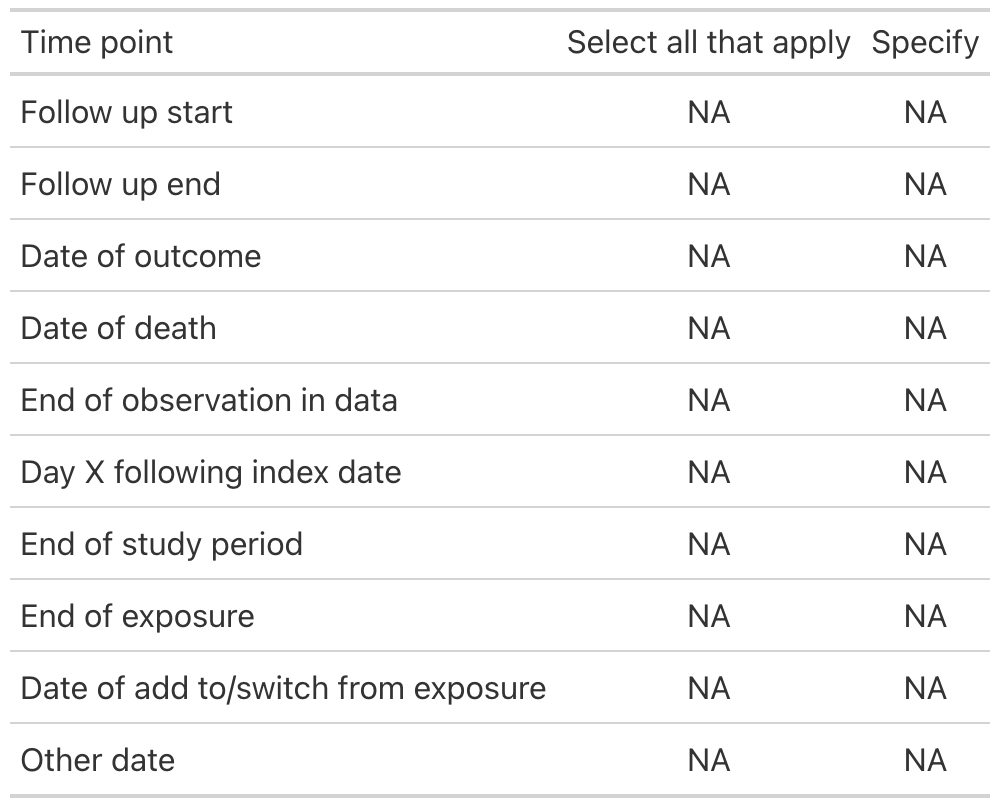 Time point Select all that apply Specify
Follow up start NA NA
Follow up end NA NA
Date of outcome NA NA
Date of death NA NA
End of observation in data NA NA
Day X following index date NA NA
End of study period NA NA
End of exposure NA NA
Date of add to/switch from exposure NA NA
Other date NA NA